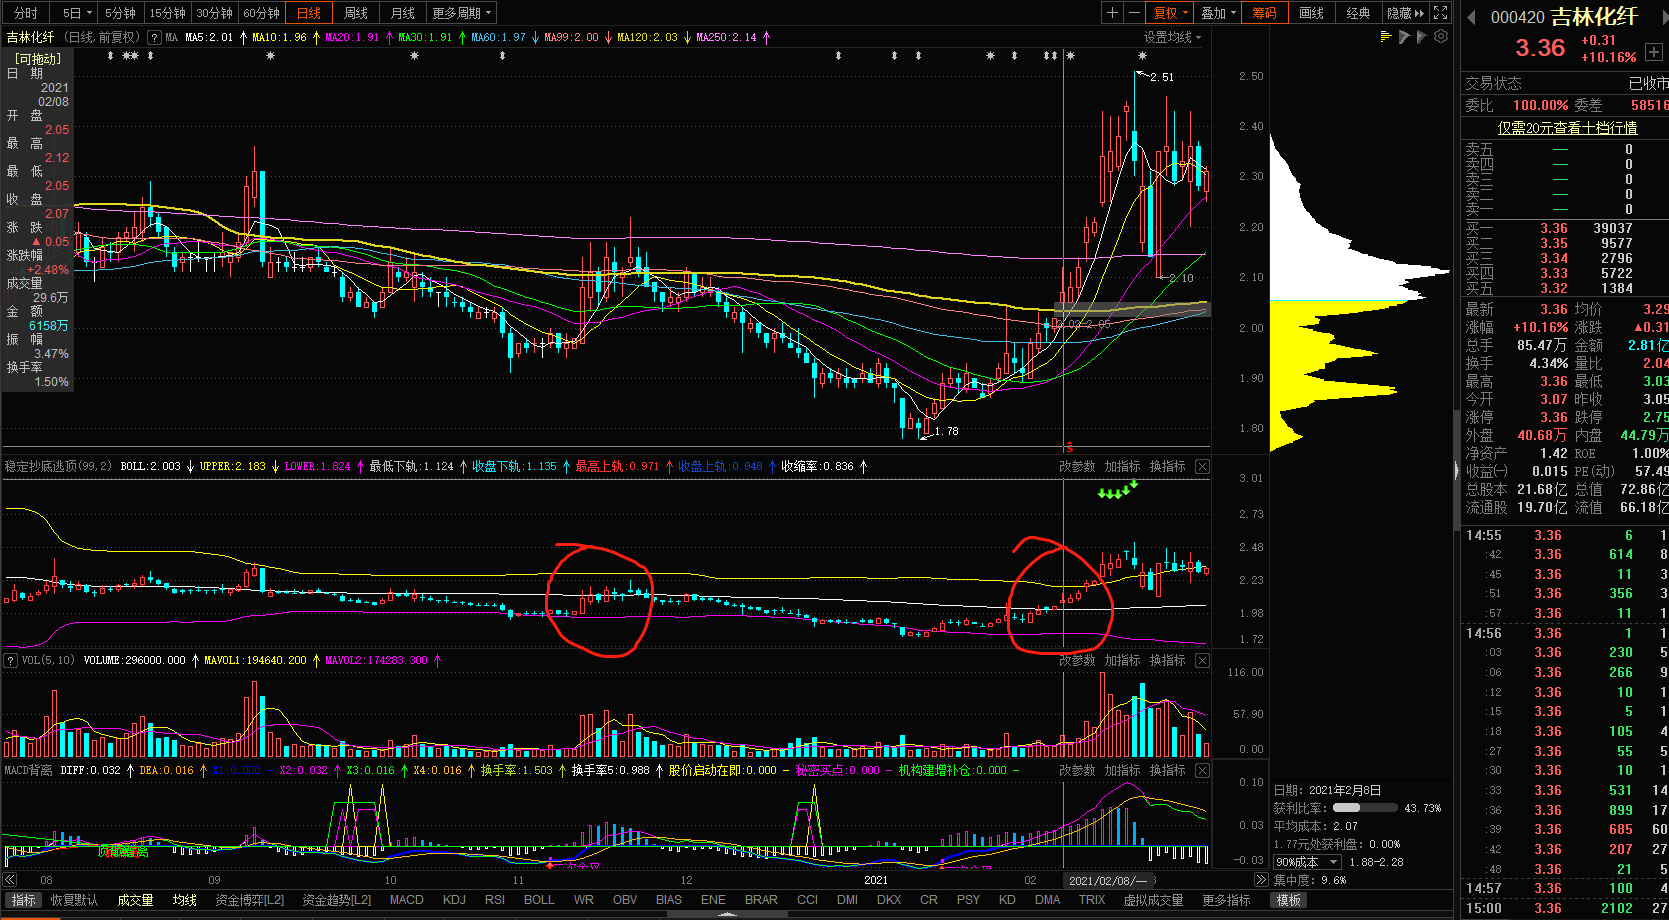 分时 5日 5分钟 15分钟 30分钟 60分钟 日线 周线 月线 更多周期 复权 叠加 筹码 画线 经典 隐藏
吉林化纤 (日线,前复权) ? MA MA5:2.01 MA10:1.96 MA20:1.91 MA30:1.91 MA60:1.97 MA99:2.00 MA120:2.03 MA250:2.14 设置均线
[可拖动]
日 期
2021
02/08
开 盘
2.05
最 高
2.12
最 低
2.05
收 盘
2.07
涨 跌
▲0.05
涨跌幅
+2.48%
成交量
29.6万
金 额
6158万
振 幅
3.47%
换手率
1.50%
2.51
2.10
1.78
2.50
2.40
2.30
2.20
2.10
2.00
1.90
1.80
稳定抄底逃顶(99,2) BOLL:2.003 UPPER:2.183 LOWER:1.824 最低下轨:1.124 收盘下轨:1.135 最高上轨:0.971 收盘上轨:0.948 收缩率:0.836 改参数 加指标 换指标
3.01
2.73
2.48
2.23
1.98
1.72
? VOL(5,10) VOLUME:296000.000 MAVOL1:194640.200 MAVOL2:174283.300 改参数 加指标 换指标
116.00
57.90
0.00
MACD背离 DIFF:0.032 DEA:0.016 X2:0.032 X3:0.016 X4:0.016 换手率:1.503 换手率5:0.988 股价启动在即:0.000 秘密买点:0.000 机构建增补仓:0.000 改参数 加指标 换指标
0.10
0.03
-0.03
08 09 10 11 12 2021 02 2021/02/08/一
指标 恢复默认 成交量 均线 资金博弈[L2] 资金趋势[L2] MACD KDJ RSI BOLL WR OBV BIAS ENE BRAR CCI DMI DKX CR PSY KD DMA TRIX 虚拟成交量 更多指标 模板
日期: 2021年2月8日
获利比率: 43.73%
平均成本: 2.07
1.77元处获利盘: 0.00%
90%成本 1.88-2.28
集中度: 9.6%
000420 吉林化纤
3.36 +0.31
+10.16%
交易状态 已收市
委比 100.00% 委差 58516
仅需20元查看十档行情
卖五 — 0
卖四 — 0
卖三 — 0
卖二 — 0
卖一 — 0
买一 3.36 39037
买二 3.35 9577
买三 3.34 2796
买四 3.33 5722
买五 3.32 1384
最新 3.36 均价 3.29
涨幅 +10.16% 涨跌 ▲0.31
总手 85.47万 金额 2.81亿
换手 4.34% 量比 2.04
最高 3.36 最低 3.03
今开 3.07 昨收 3.05
涨停 3.36 跌停 2.75
外盘 40.68万 内盘 44.79万
净资产 1.42 ROE 1.00%
收益(一) 0.015 PE(动) 57.49
总股本 21.68亿 总值 72.86亿
流通股 19.70亿 流值 66.18亿
14:55 3.36 6 1
:42 3.36 614 8
:45 3.36 11 3
:51 3.36 356 3
:57 3.36 11 1
14:56 3.36 1 1
:03 3.36 230 5
:06 3.36 266 9
:12 3.36 10 1
:15 3.36 5 1
:18 3.36 105 4
:27 3.36 55 5
:30 3.36 10 1
:33 3.36 531 14
:36 3.36 899 17
:39 3.36 685 60
:42 3.36 207 27
:48 3.36 21 5
14:57 3.36 100 4
15:00 3.36 2102 27